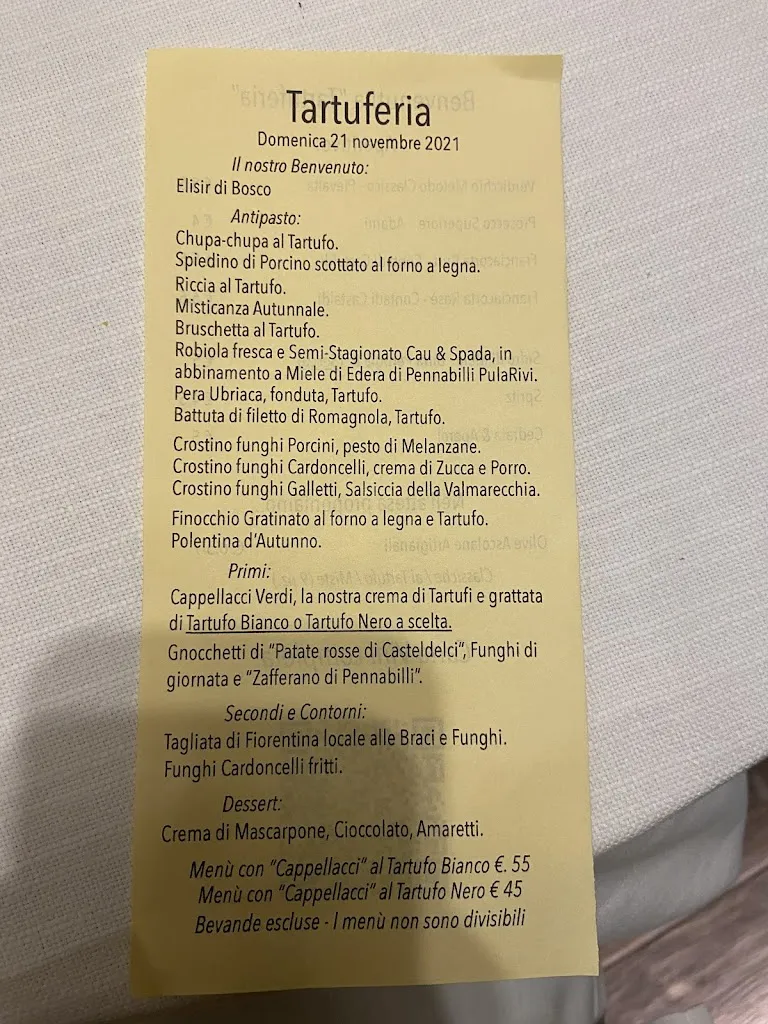 Tartuferia
Domenica 21 novembre 2021
Il nostro Benvenuto:
Elisir di Bosco
Antipasto:
Chupa-chupa al Tartufo.
Spiedino di Porcino scottato al forno a legna.
Riccia al Tartufo.
Misticanza Autunnale.
Bruschetta al Tartufo.
Robiola fresca e Semi-Stagionato Cau & Spada, in
abbinamento a Miele di Edera di Pennabilli PulaRivi.
Pera Ubriaca, fonduta, Tartufo.
Battuta di filetto di Romagnola, Tartufo.
Crostino funghi Porcini, pesto di Melanzane.
Crostino funghi Cardoncelli, crema di Zucca e Porro.
Crostino funghi Galletti, Salsiccia della Valmarecchia.
Finocchio Gratinato al forno a legna e Tartufo.
Polentina d'Autunno.
Primi:
Cappellacci Verdi, la nostra crema di Tartufi e grattata
di Tartufo Bianco o Tartufo Nero a scelta.
Gnocchetti di "Patate rosse di Casteldelci", Funghi di
giornata e "Zafferano di Pennabilli".
Secondi e Contorni:
Tagliata di Fiorentina locale alle Braci e Funghi.
Funghi Cardoncelli fritti.
Dessert:
Crema di Mascarpone, Cioccolato, Amaretti.
Menù con "Cappellacci" al Tartufo Bianco €. 55
Menù con "Cappellacci" al Tartufo Nero € 45
Bevande escluse - I menù non sono divisibili